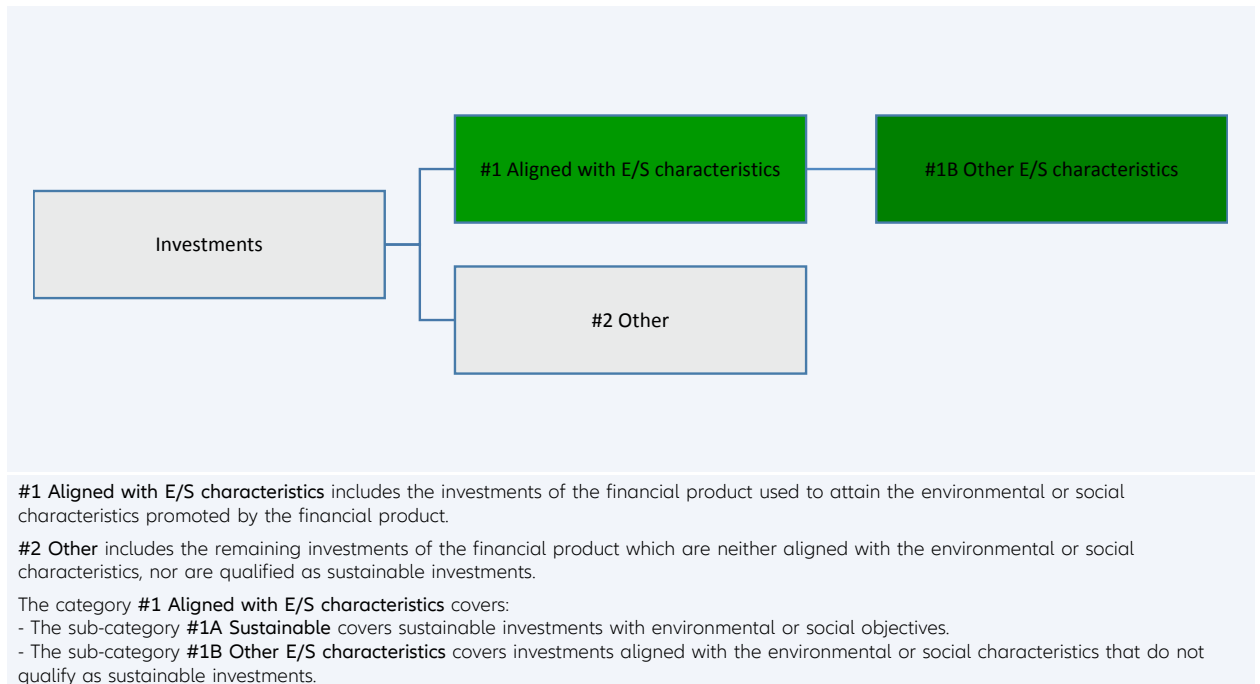 #1 Aligned with E/S characteristics
#1B Other E/S characteristics
Investments
#2 Other
#1 Aligned with E/S characteristics includes the investments of the financial product used to attain the environmental or social
characteristics promoted by the financial product.
#2 Other includes the remaining investments of the financial product which are neither aligned with the environmental or social
characteristics, nor are qualified as sustainable investments.
The category #1 Aligned with E/S characteristics covers:
- The sub-category #1A Sustainable covers sustainable investments with environmental or social objectives.
- The sub-category #1B Other E/S characteristics covers investments aligned with the environmental or social characteristics that do not
qualify as sustainable investments.